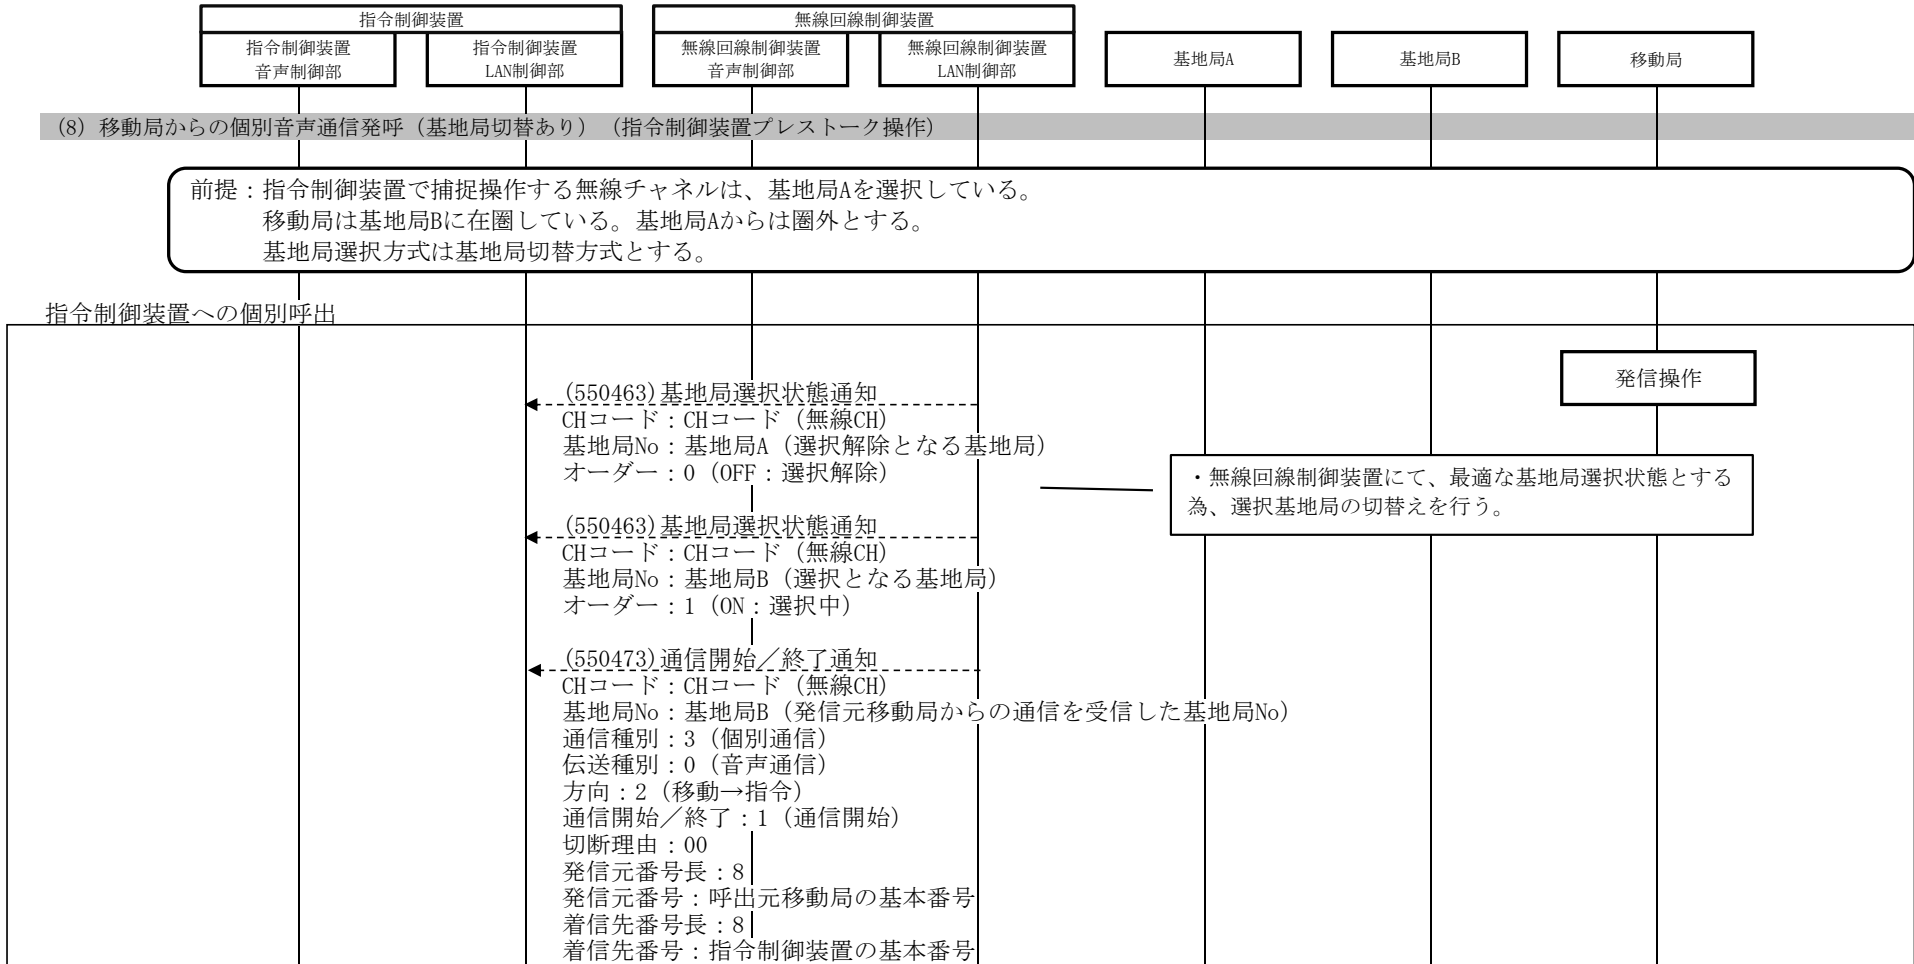 指令制御装置
無線回線制御装置
指令制御装置
音声制御部
指令制御装置
LAN制御部
無線回線制御装置
音声制御部
無線回線制御装置
LAN制御部
基地局A
基地局B
移動局
(8) 移動局からの個別音声通信発呼（基地局切替あり）（指令制御装置プレストーク操作）
前提：指令制御装置で捕捉操作する無線チャネルは、基地局Aを選択している。
移動局は基地局Bに在圏している。基地局Aからは圏外とする。
基地局選択方式は基地局切替方式とする。
指令制御装置への個別呼出
発信操作
(550463)基地局選択状態通知
CHコード：CHコード（無線CH）
基地局No：基地局A（選択解除となる基地局）
オーダー：0（OFF：選択解除）
・無線回線制御装置にて、最適な基地局選択状態とする
為、選択基地局の切替えを行う。
(550463)基地局選択状態通知
CHコード：CHコード（無線CH）
基地局No：基地局B（選択となる基地局）
オーダー：1（ON：選択中）
(550473)通信開始／終了通知
CHコード：CHコード（無線CH）
基地局No：基地局B（発信元移動局からの通信を受信した基地局No）
通信種別：3（個別通信）
伝送種別：0（音声通信）
方向：2（移動→指令）
通信開始／終了：1（通信開始）
切断理由：00
発信元番号長：8
発信元番号：呼出元移動局の基本番号
着信先番号長：8
着信先番号：指令制御装置の基本番号